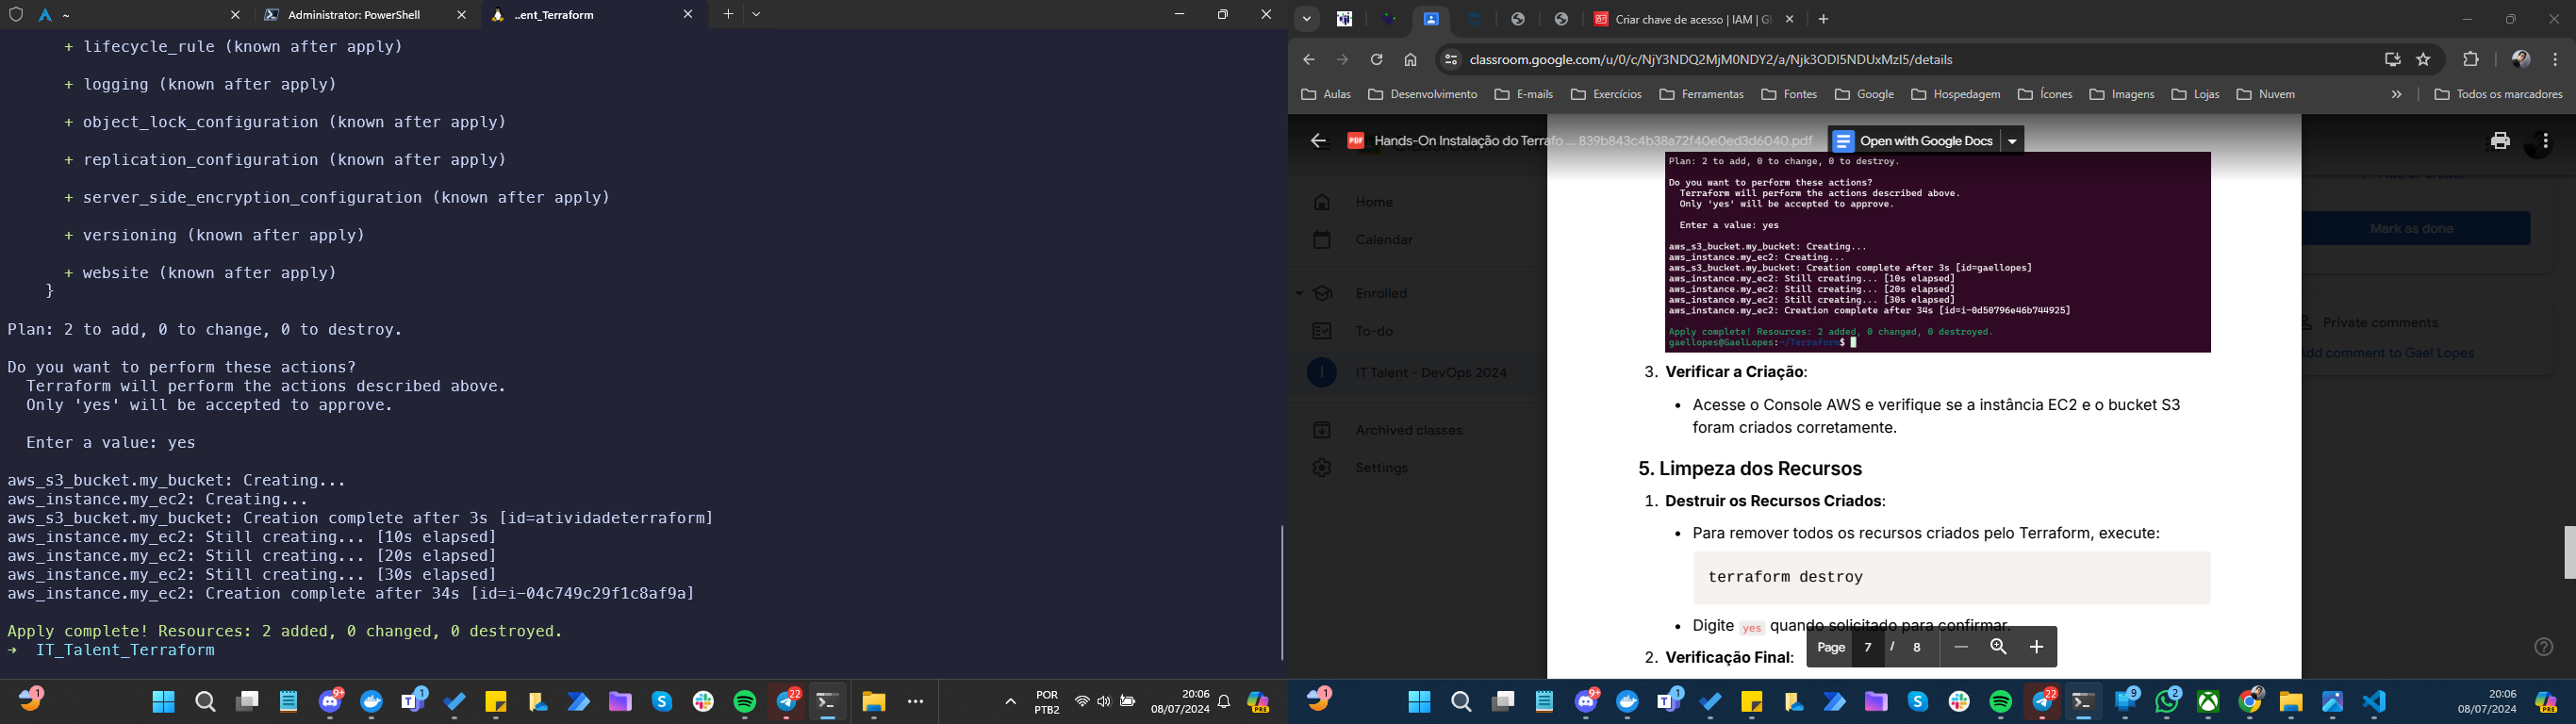 ~
Administrator: PowerShell
..ent_Terraform
+ lifecycle_rule (known after apply)
+ logging (known after apply)
+ object_lock_configuration (known after apply)
+ replication_configuration (known after apply)
+ server_side_encryption_configuration (known after apply)
+ versioning (known after apply)
+ website (known after apply)
}
Plan: 2 to add, 0 to change, 0 to destroy.
Do you want to perform these actions?
Terraform will perform the actions described above.
Only 'yes' will be accepted to approve.
Enter a value: yes
aws_s3_bucket.my_bucket: Creating...
aws_instance.my_ec2: Creating...
aws_s3_bucket.my_bucket: Creation complete after 3s [id=atividadeterraform]
aws_instance.my_ec2: Still creating... [10s elapsed]
aws_instance.my_ec2: Still creating... [20s elapsed]
aws_instance.my_ec2: Still creating... [30s elapsed]
aws_instance.my_ec2: Creation complete after 34s [id=i-04c749c29f1c8af9a]
Apply complete! Resources: 2 added, 0 changed, 0 destroyed.
→ IT_Talent_Terraform
1
9+
1
22
POR
PTB2
20:06
08/07/2024
PRE
Criar chave de acesso | IAM | Gl
classroom.google.com/u/0/c/NjY3NDQ2MjM0NDY2/a/Njk3ODI5NDUxMzI5/details
Aulas
Desenvolvimento
E-mails
Exercícios
Ferramentas
Fontes
Google
Hospedagem
Ícones
Imagens
Lojas
Nuvem
»
Todos os marcadores
PDF
Hands-On Instalação do Terrafo ... 839b843c4b38a72f40e0ed3d6040.pdf
Open with Google Docs
Home
Calendar
Enrolled
To-do
I
IT Talent - DevOps 2024
Archived classes
Settings
Plan: 2 to add, 0 to change, 0 to destroy.
Do you want to perform these actions?
Terraform will perform the actions described above.
Only 'yes' will be accepted to approve.
Enter a value: yes
aws_s3_bucket.my_bucket: Creating...
aws_instance.my_ec2: Creating...
aws_s3_bucket.my_bucket: Creation complete after 3s [id=gaellopes]
aws_instance.my_ec2: Still creating... [10s elapsed]
aws_instance.my_ec2: Still creating... [20s elapsed]
aws_instance.my_ec2: Still creating... [30s elapsed]
aws_instance.my_ec2: Creation complete after 34s [id=i-0d50796e46b744925]
Apply complete! Resources: 2 added, 0 changed, 0 destroyed.
gaellopes@GaelLopes:~/Terraform$
3. Verificar a Criação:
• Acesse o Console AWS e verifique se a instância EC2 e o bucket S3
foram criados corretamente.
5. Limpeza dos Recursos
1. Destruir os Recursos Criados:
• Para remover todos os recursos criados pelo Terraform, execute:
terraform destroy
• Digite yes quando solicitado para confirmar.
2. Verificação Final:
Page 7 / 8
Mark as done
Private comments
Add comment to Gael Lopes
1
9+
1
22
9
2
20:06
08/07/2024
PRE